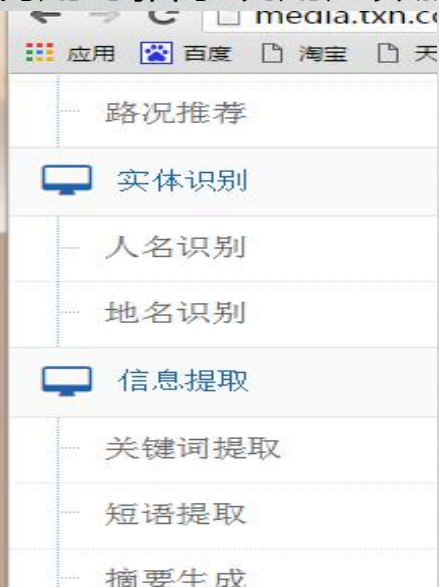 media.txn.c
应用 百度 淘宝 天
路况推荐
实体识别
人名识别
地名识别
信息提取
关键词提取
短语提取
摘要生成